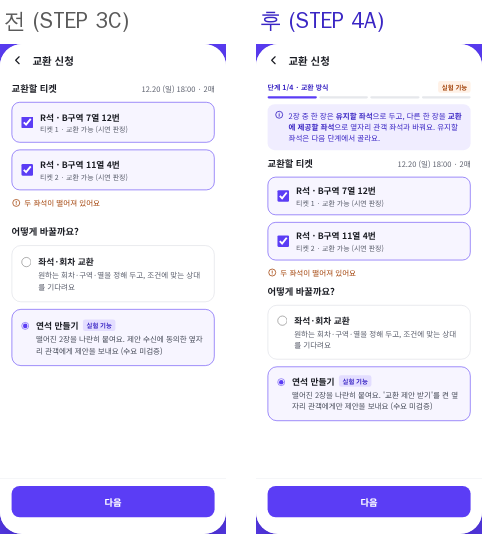 전 (STEP 3C)
교환 신청
교환할 티켓 12.20 (일) 18:00 · 2매
R석 · B구역 7열 12번
티켓 1 · 교환 가능 (시연 판정)
R석 · B구역 11열 4번
티켓 2 · 교환 가능 (시연 판정)
두 좌석이 떨어져 있어요
어떻게 바꿀까요?
좌석·회차 교환
원하는 회차·구역·열을 정해 두고, 조건에 맞는 상대
를 기다려요
연석 만들기 실험 기능
떨어진 2장을 나란히 붙여요. 제안 수신에 동의한 옆자
리 관객에게 제안을 보내요 (수요 미검증)
다음
후 (STEP 4A)
교환 신청
단계 1/4 · 교환 방식 실험 기능
2장 중 한 장은 유지할 좌석으로 두고, 다른 한 장을 교환
에 제공할 좌석으로 옆자리 관객 좌석과 바꿔요. 유지할
좌석은 다음 단계에서 골라요.
교환할 티켓 12.20 (일) 18:00 · 2매
R석 · B구역 7열 12번
티켓 1 · 교환 가능 (시연 판정)
R석 · B구역 11열 4번
티켓 2 · 교환 가능 (시연 판정)
두 좌석이 떨어져 있어요
어떻게 바꿀까요?
좌석·회차 교환
원하는 회차·구역·열을 정해 두고, 조건에 맞는 상대
를 기다려요
연석 만들기 실험 기능
떨어진 2장을 나란히 붙여요. '교환 제안 받기'를 켠 옆
자리 관객에게만 제안을 보내요 (수요 미검증)
다음